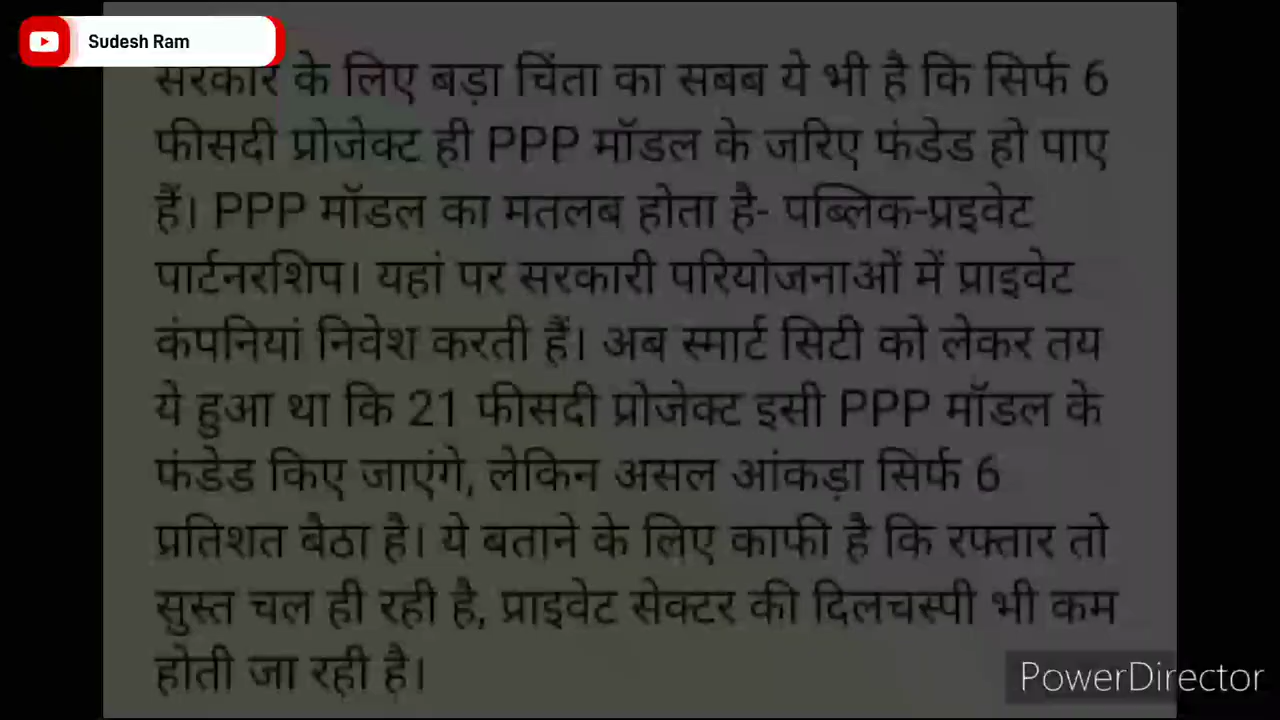 Sudesh Ram
सरकार के लिए बड़ा चिंता का सबब ये भी है कि सिर्फ 6
फीसदी प्रोजेक्ट ही PPP मॉडल के जरिए फंडेड हो पाए
हैं। PPP मॉडल का मतलब होता है- पब्लिक-प्रइवेट
पार्टनरशिप। यहां पर सरकारी परियोजनाओं में प्राइवेट
कंपनियां निवेश करती हैं। अब स्मार्ट सिटी को लेकर तय
ये हुआ था कि 21 फीसदी प्रोजेक्ट इसी PPP मॉडल के
फंडेड किए जाएंगे, लेकिन असल आंकड़ा सिर्फ 6
प्रतिशत बैठा है। ये बताने के लिए काफी है कि रफ्तार तो
सुस्त चल ही रही है, प्राइवेट सेक्टर की दिलचस्पी भी कम
होती जा रही है।
PowerDirector